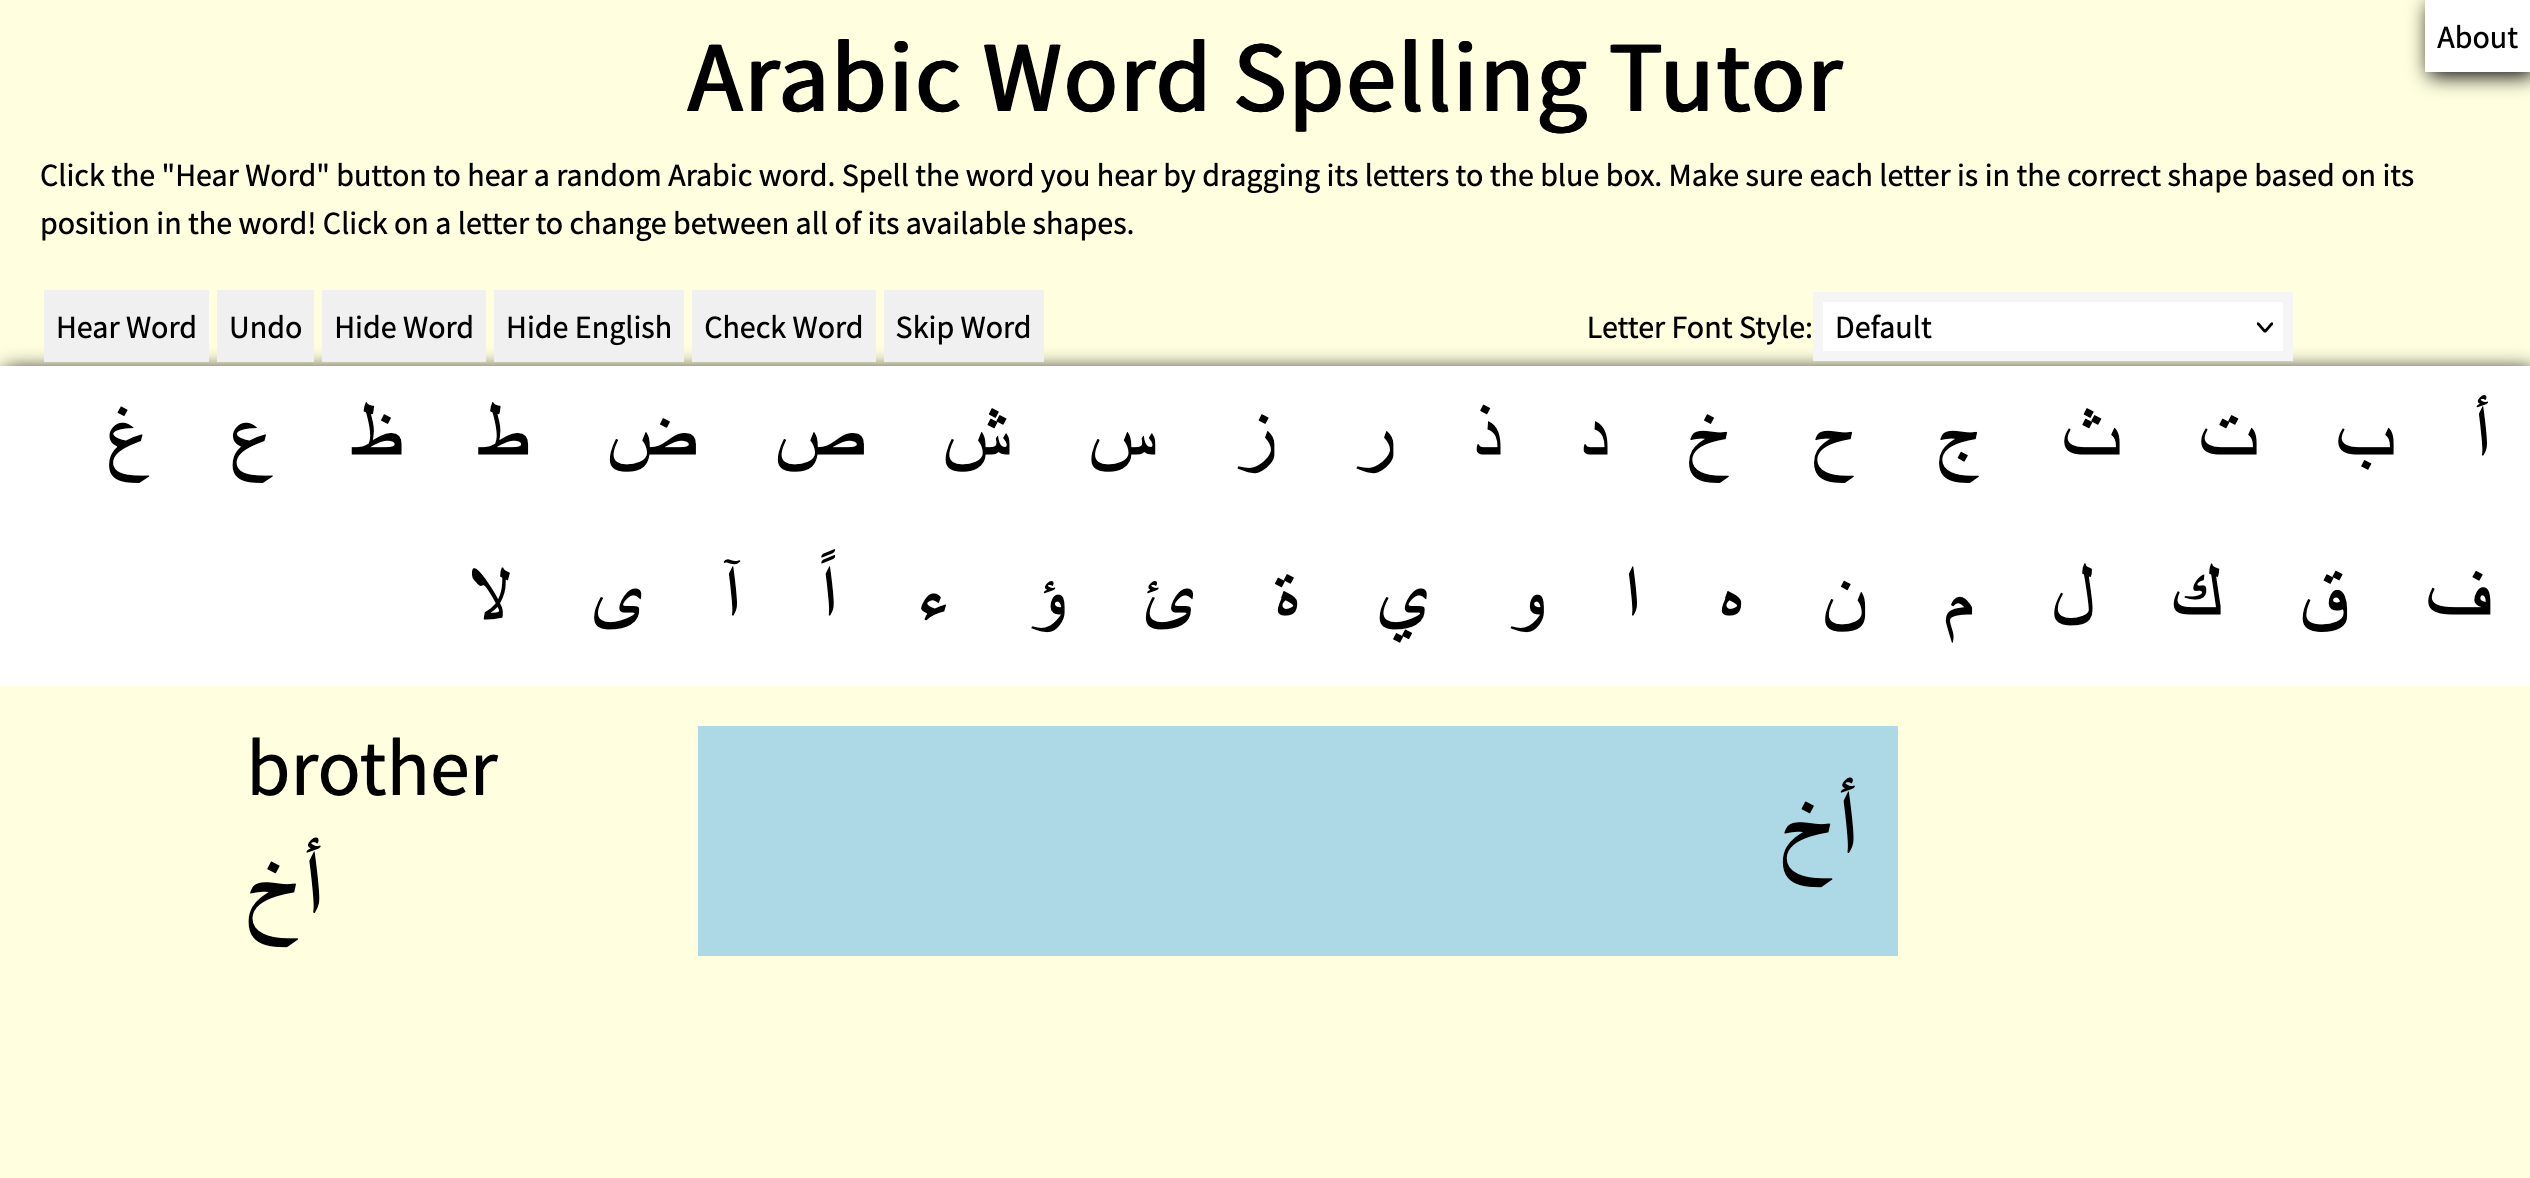 About
Arabic Word Spelling Tutor
Click the "Hear Word" button to hear a random Arabic word. Spell the word you hear by dragging its letters to the blue box. Make sure each letter is in the correct shape based on its
position in the word! Click on a letter to change between all of its available shapes.
Hear Word Undo Hide Word Hide English Check Word Skip Word Letter Font Style: Default
أ ب ت ث ج ح خ د ذ ر ز س ش ص ض ط ظ ع غ
ف ق ك ل م ن ه ا و ي ة ئ ؤ ء اً آ ى لا
brother
أخ
أخ